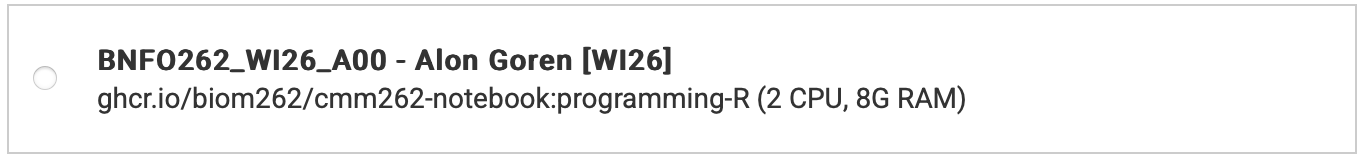 BNFO262_WI26_A00 - Alon Goren [WI26]
ghcr.io/biom262/cmm262-notebook:programming-R (2 CPU, 8G RAM)